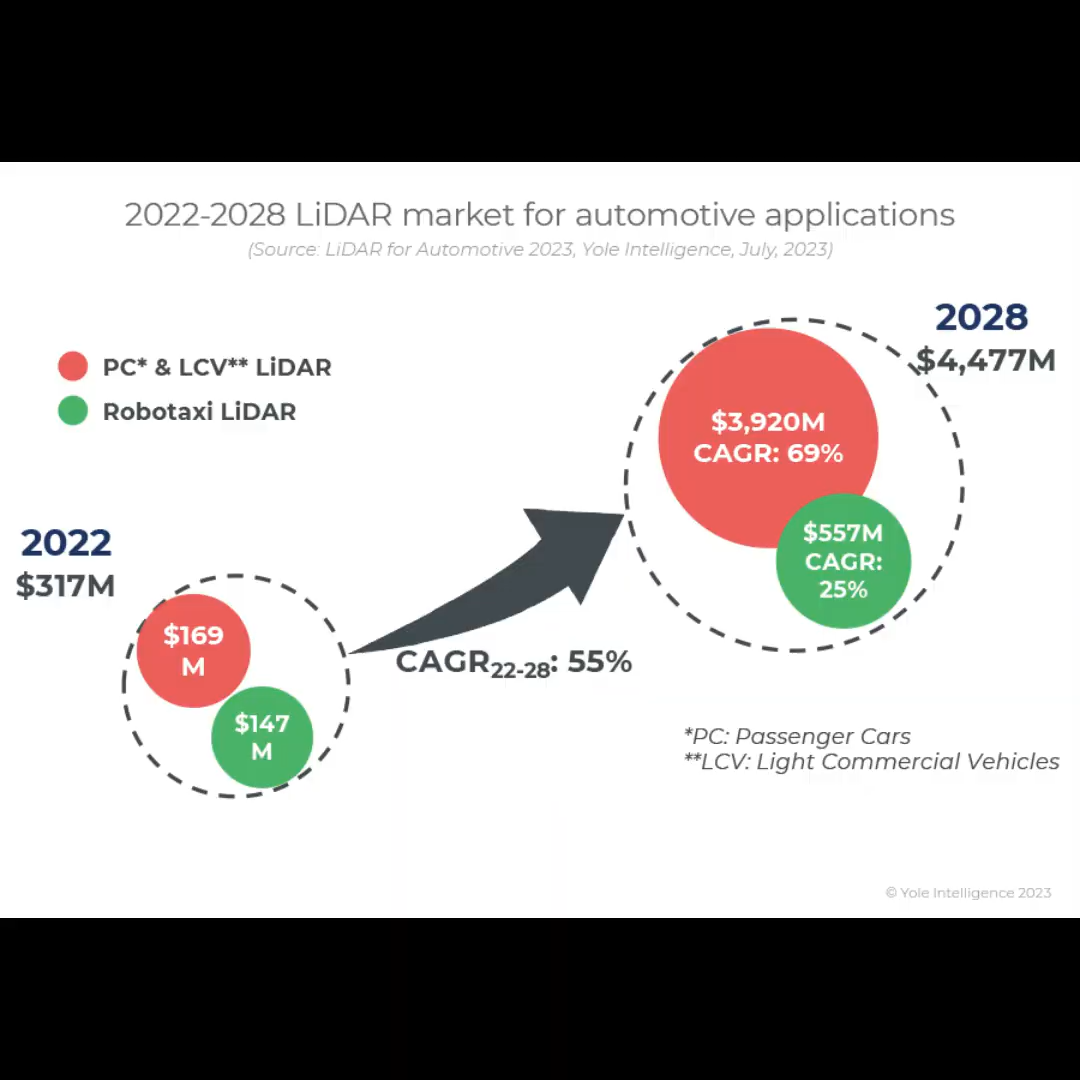 2022-2028 LiDAR market for automotive applications
(Source: LiDAR for Automotive 2023, Yole Intelligence, July, 2023)
PC* & LCV** LiDAR
Robotaxi LiDAR
2028
$4,477M
$3,920M
CAGR: 69%
$557M
CAGR:
25%
2022
$317M
$169
M
$147
M
CAGR22-28: 55%
*PC: Passenger Cars
**LCV: Light Commercial Vehicles
© Yole Intelligence 2023